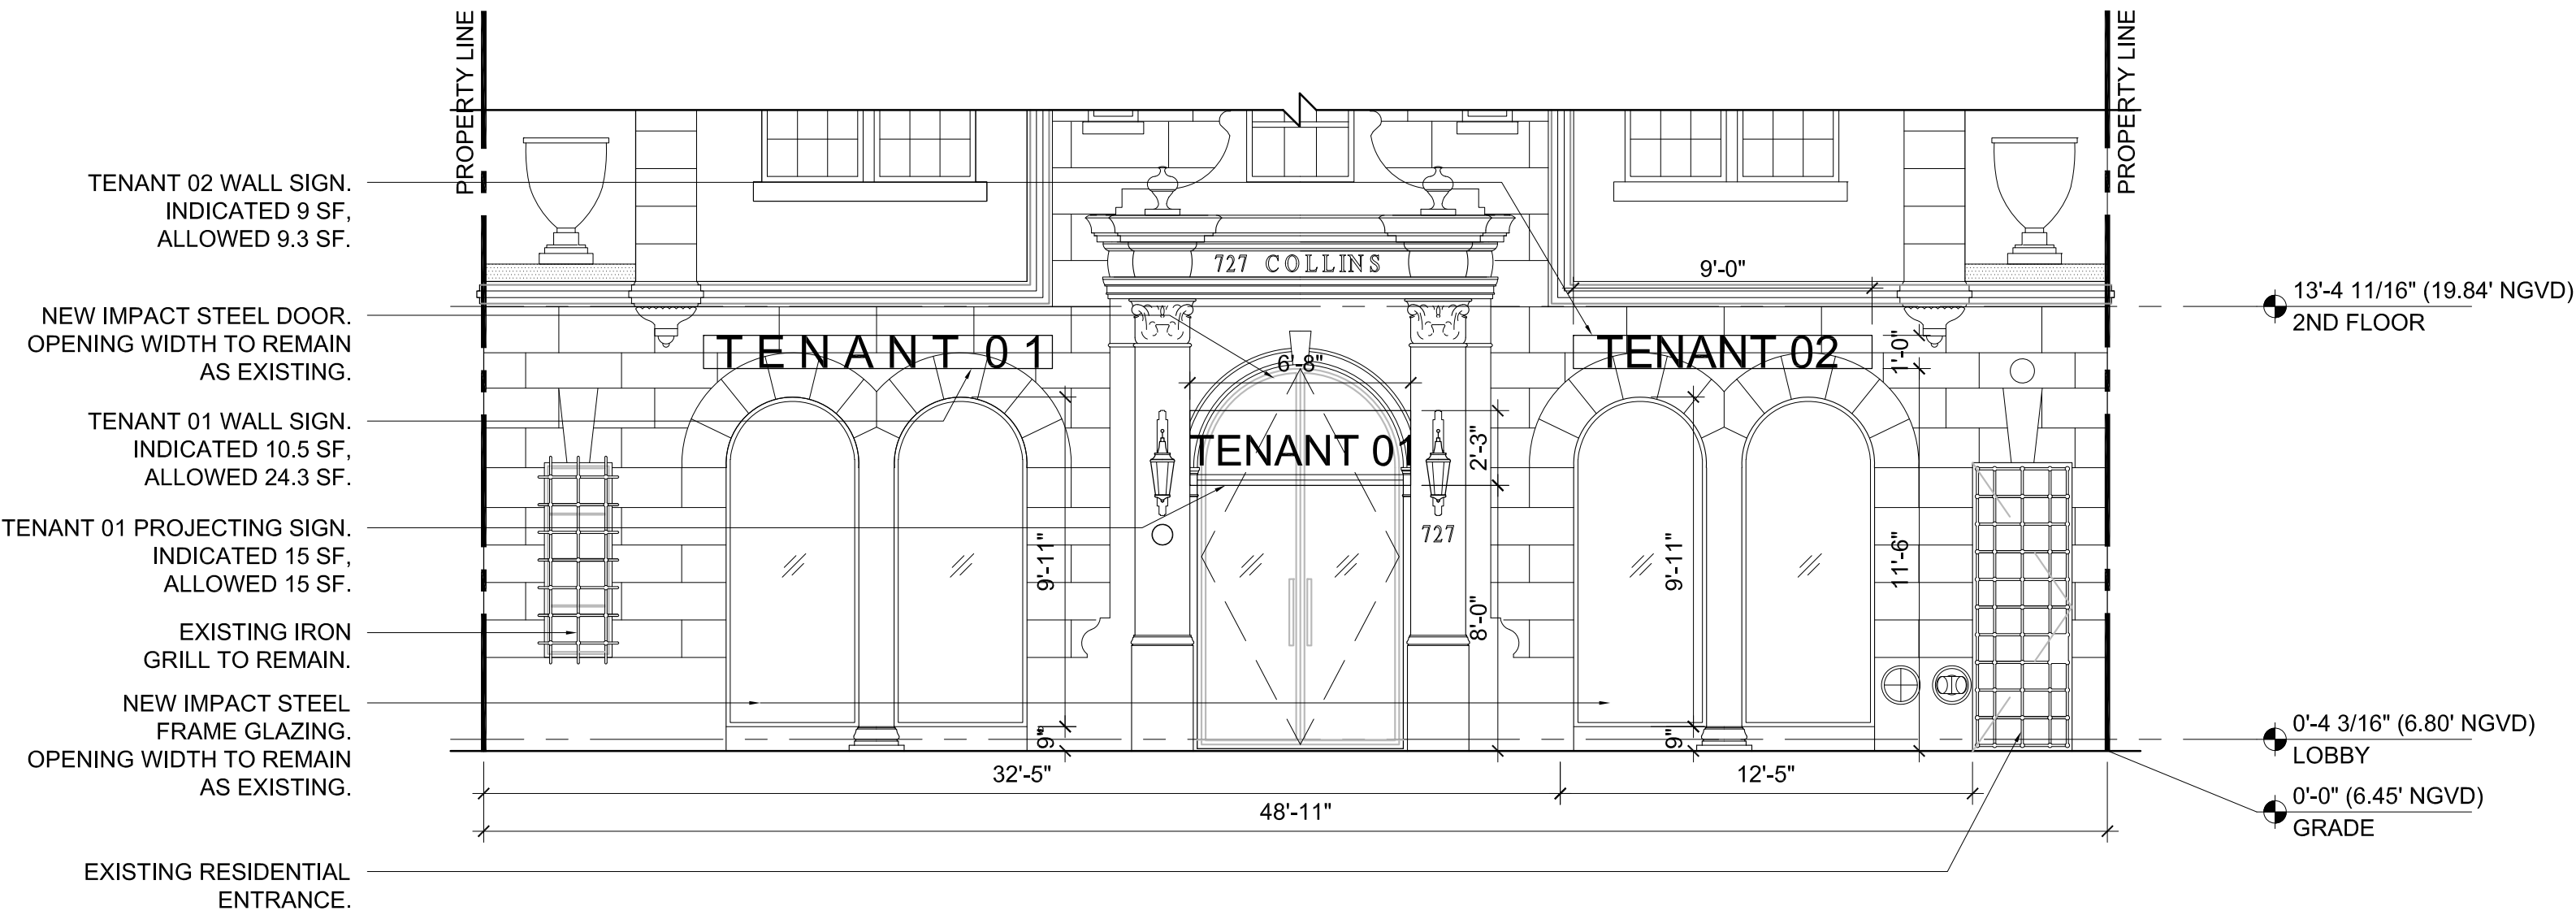 PROPERTY LINE
PROPERTY LINE
TENANT 02 WALL SIGN.
INDICATED 9 SF,
ALLOWED 9.3 SF.
NEW IMPACT STEEL DOOR.
OPENING WIDTH TO REMAIN
AS EXISTING.
TENANT 01 WALL SIGN.
INDICATED 10.5 SF,
ALLOWED 24.3 SF.
TENANT 01 PROJECTING SIGN.
INDICATED 15 SF,
ALLOWED 15 SF.
EXISTING IRON
GRILL TO REMAIN.
NEW IMPACT STEEL
FRAME GLAZING.
OPENING WIDTH TO REMAIN
AS EXISTING.
EXISTING RESIDENTIAL
ENTRANCE.
727 COLLINS
9'-0"
TENANT 01
6'-8"
TENANT 02
1'-0"
TENANT 01
2'-3"
727
9'-11"
9'-11"
11'-6"
8'-0"
9"
9"
32'-5"
12'-5"
48'-11"
13'-4 11/16" (19.84' NGVD)
2ND FLOOR
0'-4 3/16" (6.80' NGVD)
LOBBY
0'-0" (6.45' NGVD)
GRADE